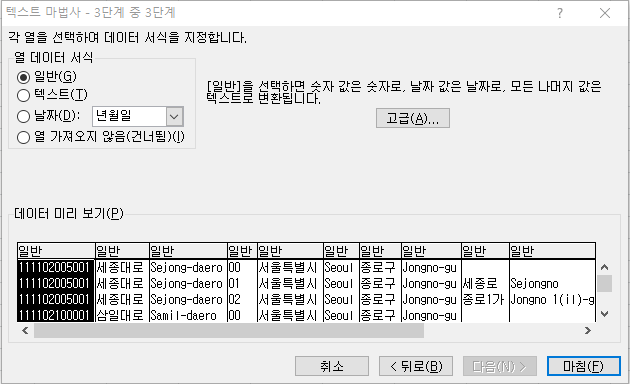 텍스트 마법사 - 3단계 중 3단계
각 열을 선택하여 데이터 서식을 지정합니다.
열 데이터 서식
일반(G)
텍스트(T)
날짜(D): 년월일
열 가져오지 않음(건너뜀)(I)
[일반]을 선택하면 숫자 값은 숫자로, 날짜 값은 날짜로, 모든 나머지 값은
텍스트로 변환됩니다.
고급(A)...
데이터 미리 보기(P)
일반 일반 일반 일반 일반 일반 일반 일반 일반 일반
111102005001 세종대로 Sejong-daero 00 서울특별시 Seoul 종로구 Jongno-gu
111102005001 세종대로 Sejong-daero 01 서울특별시 Seoul 종로구 Jongno-gu 세종로 Sejongno
111102005001 세종대로 Sejong-daero 02 서울특별시 Seoul 종로구 Jongno-gu 종로1가 Jongno 1(il)-g
111102100001 삼일대로 Samil-daero 00 서울특별시 Seoul 종로구 Jongno-gu
취소 < 뒤로(B) 다음(N) > 마침(F)